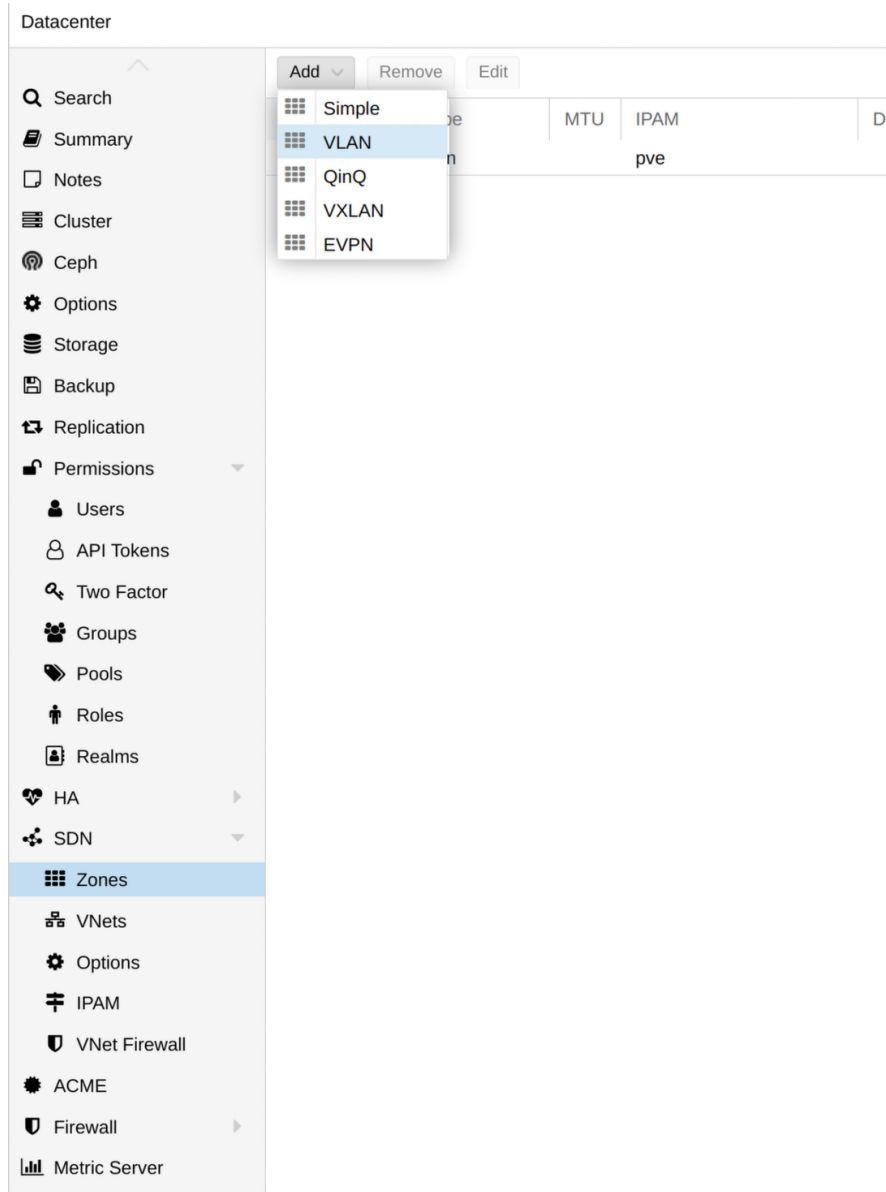 Datacenter
Add Remove Edit
Search
Summary
Notes
Cluster
Ceph
Options
Storage
Backup
Replication
Permissions
Users
API Tokens
Two Factor
Groups
Pools
Roles
Realms
HA
SDN
Zones
VNets
Options
IPAM
VNet Firewall
ACME
Firewall
Metric Server
Simple
VLAN
QinQ
VXLAN
EVPN
MTU IPAM
pve